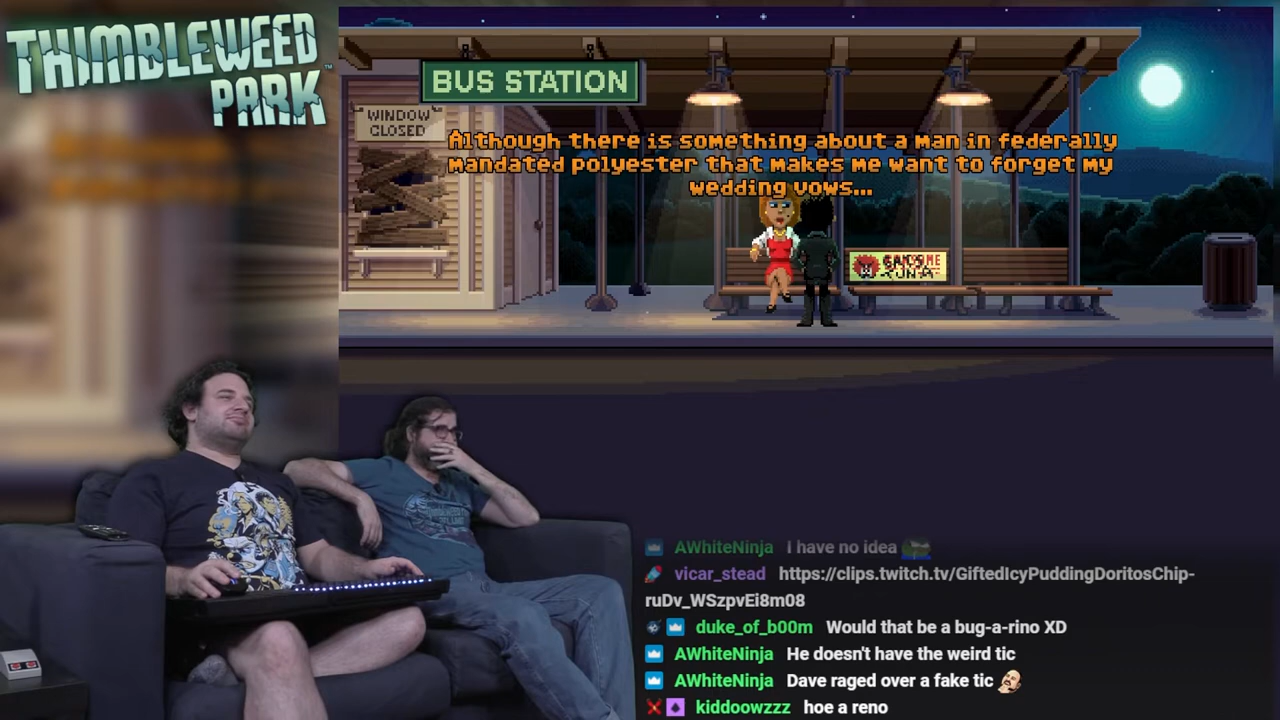 THIMBLEWEED
PARK™
BUS STATION
WINDOW
CLOSED
Although there is something about a man in federally
mandated polyester that makes me want to forget my
wedding vows...
AWhiteNinja I have no idea
vicar_stead https://clips.twitch.tv/GiftedIcyPuddingDoritosChip-
ruDv_WSzpvEi8m08
duke_of_b00m Would that be a bug-a-rino XD
AWhiteNinja He doesn't have the weird tic
AWhiteNinja Dave raged over a fake tic
kiddoowzzz hoe a reno